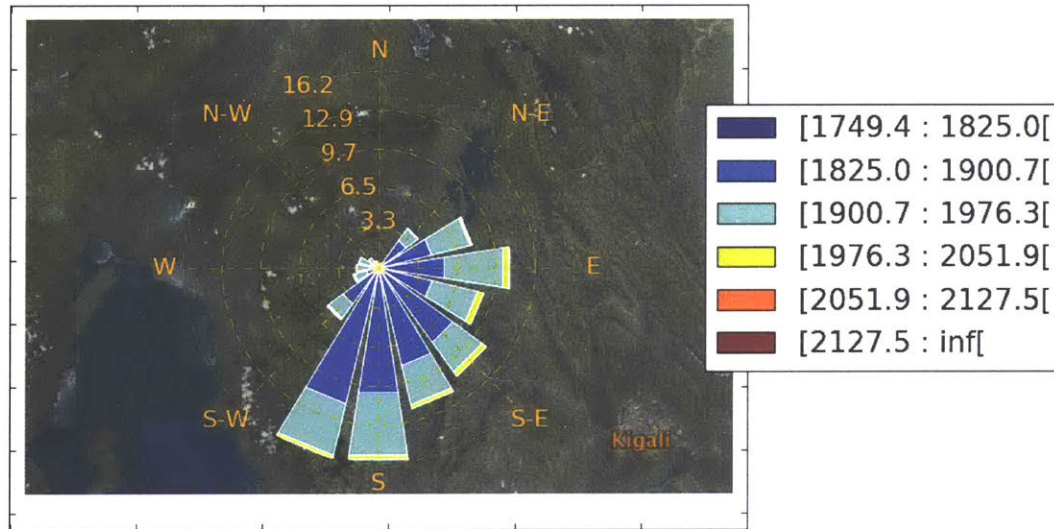 N
16.2
N-W
N-E
12.9
9.7
6.5
3.3
W
E
S-W
S-E
Kigali
S
[1749.4 : 1825.0[
[1825.0 : 1900.7[
[1900.7 : 1976.3[
[1976.3 : 2051.9[
[2051.9 : 2127.5[
[2127.5 : inf[